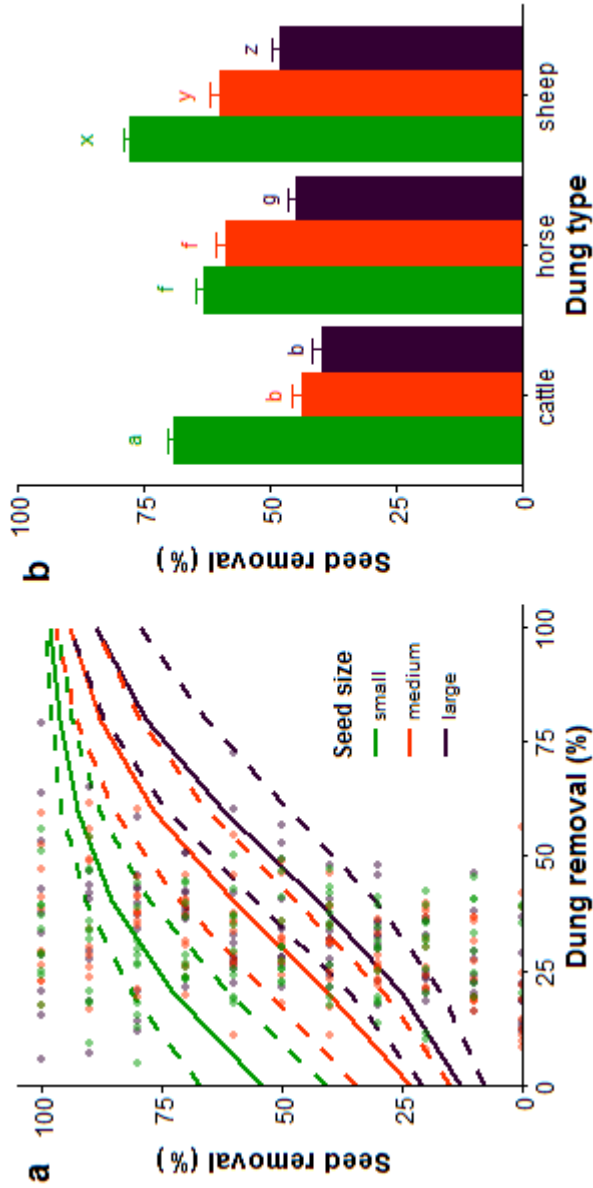 a
Seed removal (%)
100
75
50
25
0
0
25
50
75
100
Dung removal (%)
Seed size
small
medium
large
b
Seed removal (%)
100
75
50
25
0
a
b
b
f
f
g
x
y
z
cattle
horse
sheep
Dung type